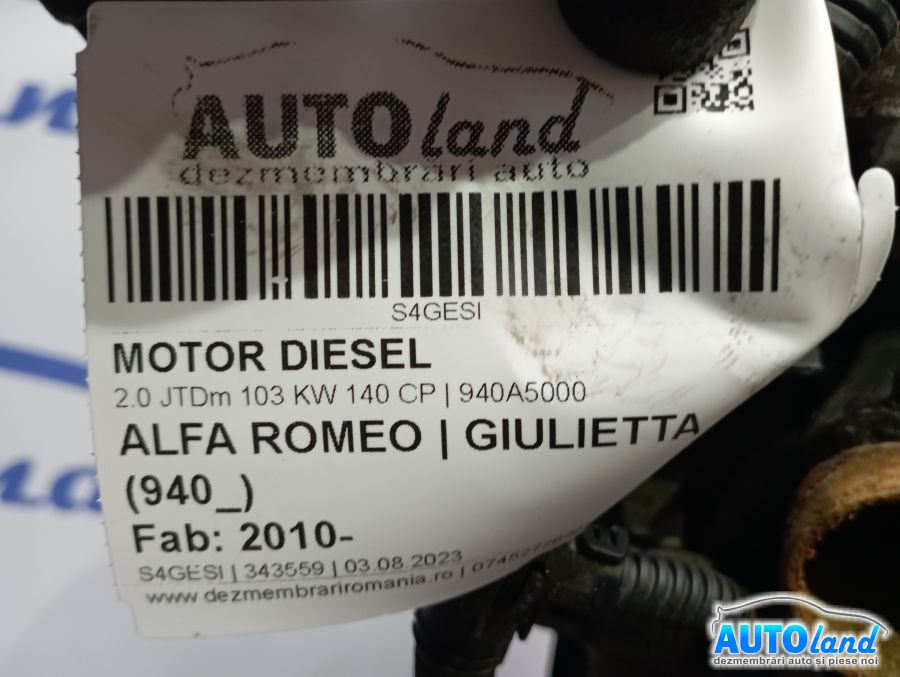 AUTOland
dezmembrări auto
S4GESI
MOTOR DIESEL
2.0 JTDm 103 KW 140 CP | 940A5000
ALFA ROMEO | GIULIETTA
(940_)
Fab: 2010-
S4GESI | 343559 | 03.08.2023
www.dezmembrariromania.ro |
AUTOland
dezmembrări auto și piese noi